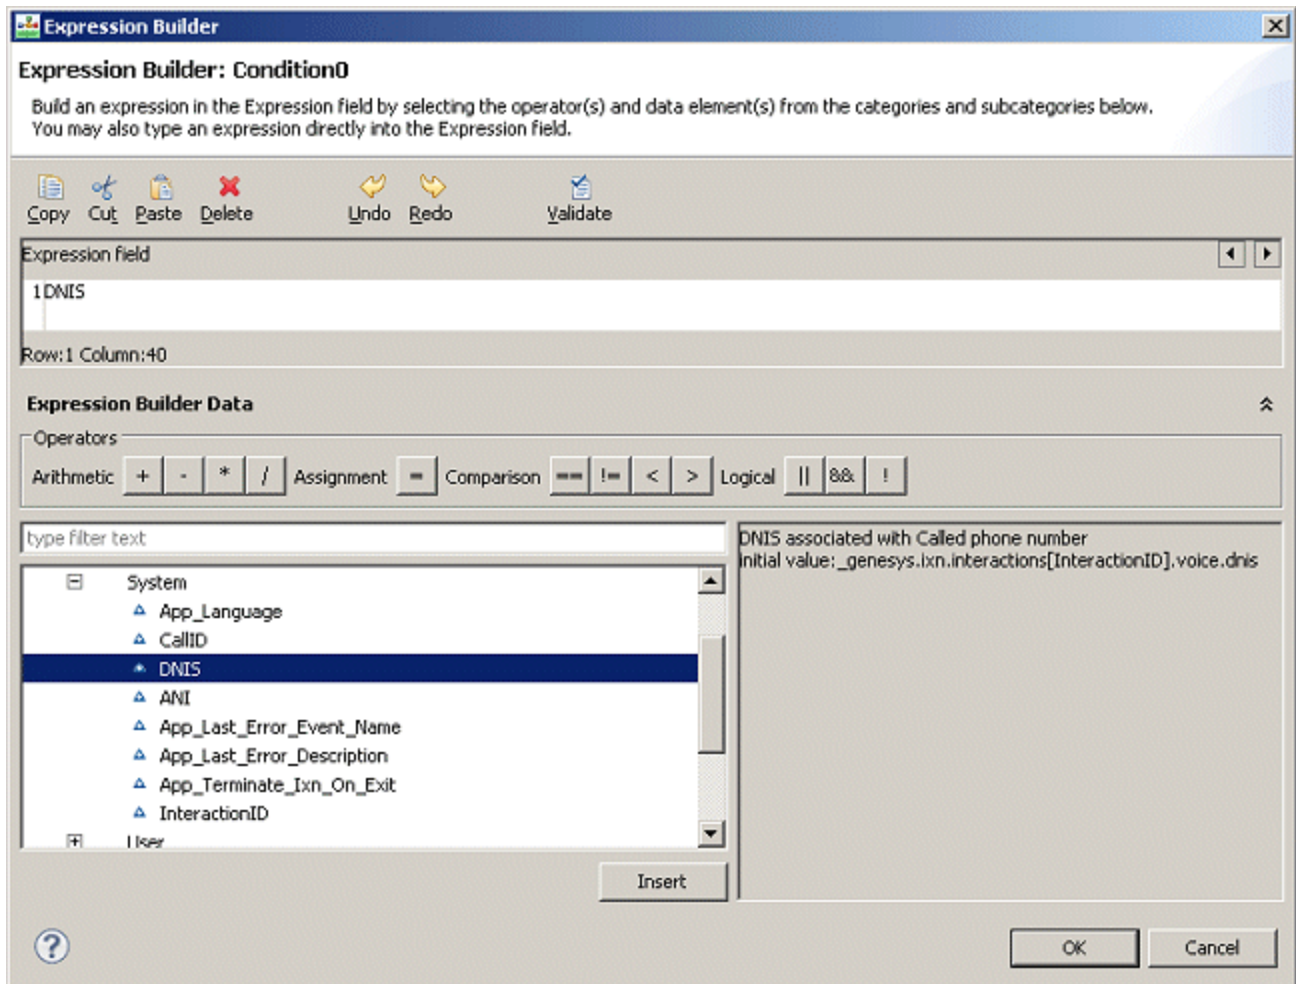 Expression Builder
Expression Builder: Condition0
Build an expression in the Expression field by selecting the operator(s) and data element(s) from the categories and subcategories below.
You may also type an expression directly into the Expression field.
Copy Cut Paste Delete Undo Redo Validate
Expression field
1 DNIS
Row:1 Column:40
Expression Builder Data
Operators
Arithmetic + - * / Assignment = Comparison == != < > Logical || && !
type filter text
System
App_Language
CallID
DNIS
ANI
App_Last_Error_Event_Name
App_Last_Error_Description
App_Terminate_Ixn_On_Exit
InteractionID
User
DNIS associated with Called phone number
initial value:_genesys.ixn.interactions[InteractionID].voice.dnis
Insert
?
OK Cancel